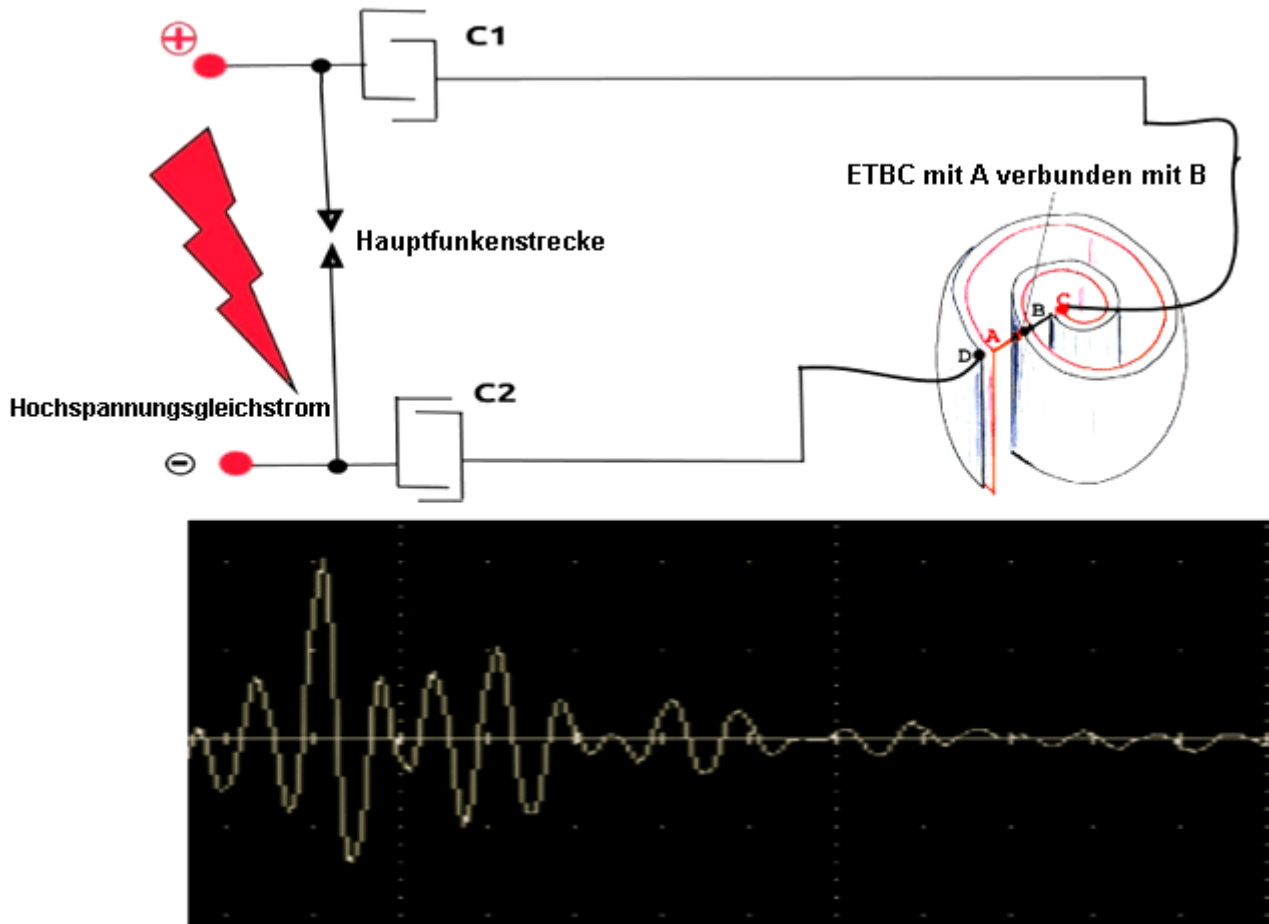 +
C1
ETBC mit A verbunden mit B
Hauptfunkenstrecke
C
B
A
D
C2
Hochspannungsgleichstrom
-